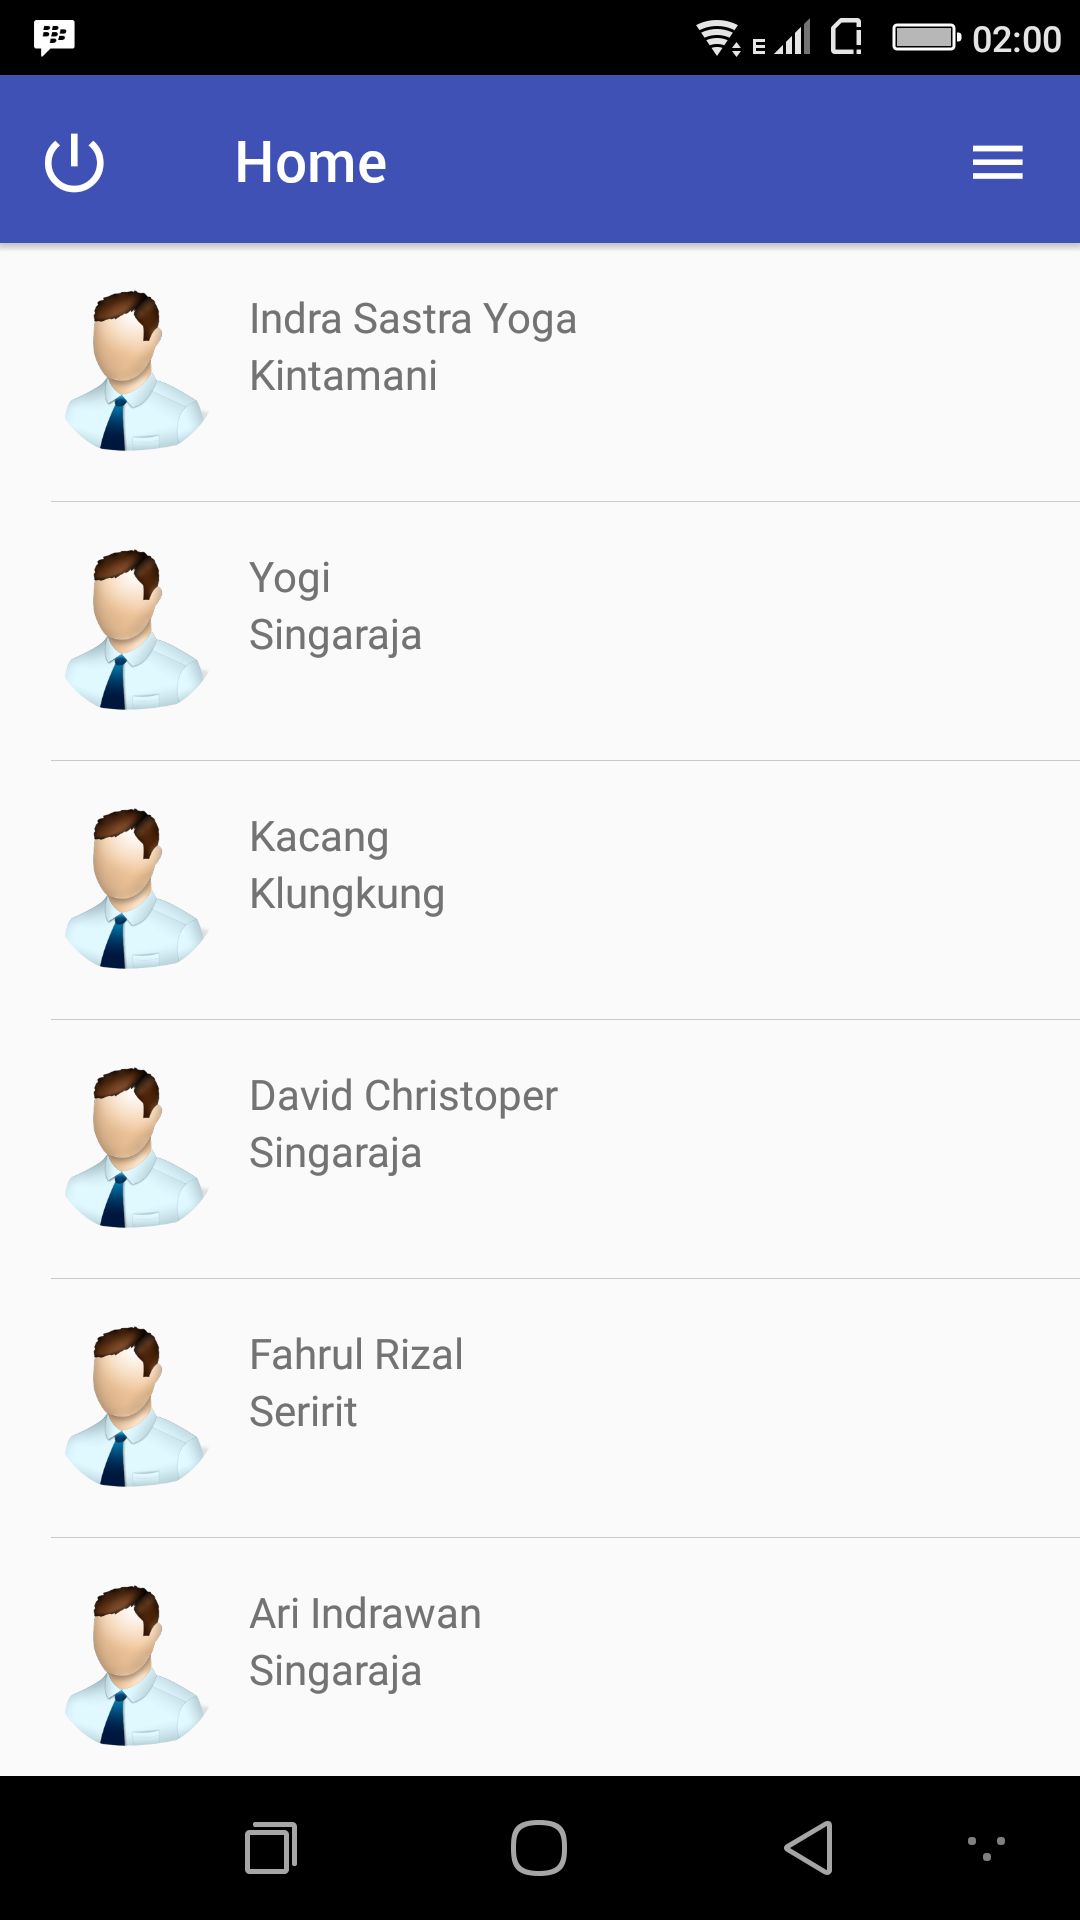 E 02:00
Home
Indra Sastra Yoga
Kintamani
Yogi
Singaraja
Kacang
Klungkung
David Christoper
Singaraja
Fahrul Rizal
Seririt
Ari Indrawan
Singaraja